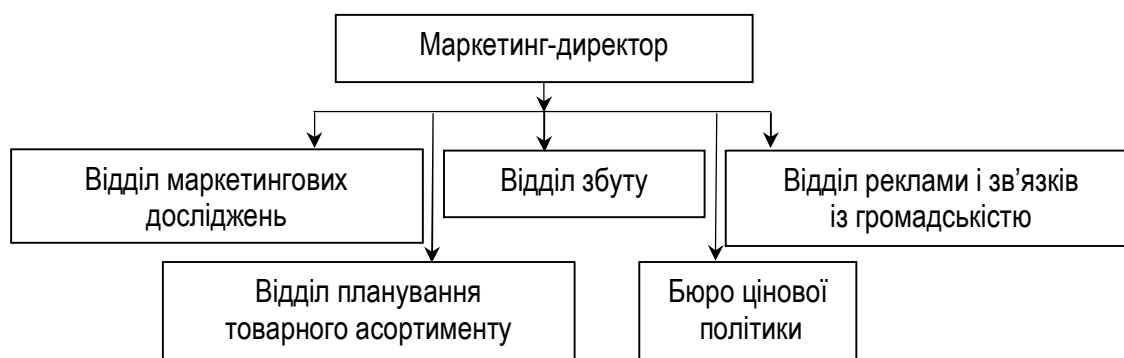 Маркетинг-директор
Відділ маркетингових
досліджень
Відділ збуту
Відділ реклами і зв’язків
із громадськістю
Відділ планування
товарного асортименту
Бюро цінової
політики